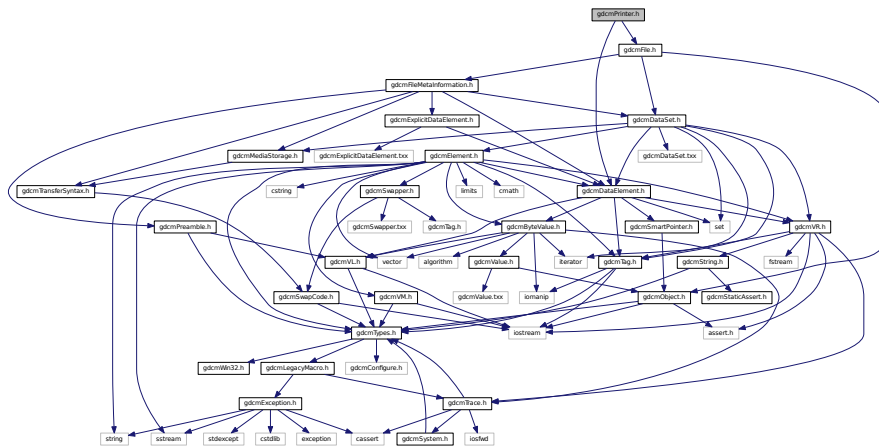 gdcmPrinter.h
gdcmFile.h
gdcmFileMetaInformation.h
gdcmExplicitDataElement.h
gdcmDataSet.h
gdcmMediaStorage.h
gdcmExplicitDataElement.txx
gdcmElement.h
gdcmDataSet.txx
gdcmTransferSyntax.h
cstring
gdcmSwapper.h
limits
cmath
gdcmDataElement.h
gdcmPreamble.h
gdcmSwapper.txx
gdcmTag.h
gdcmByteValue.h
gdcmSmartPointer.h
set
gdcmVR.h
gdcmVL.h
vector
algorithm
gdcmValue.h
iterator
gdcmTag.h
gdcmString.h
fstream
gdcmSwapCode.h
gdcmVM.h
gdcmValue.txx
iomanip
gdcmObject.h
gdcmStaticAssert.h
gdcmTypes.h
iostream
assert.h
gdcmWin32.h
gdcmLegacyMacro.h
gdcmConfigure.h
gdcmException.h
gdcmTrace.h
string
sstream
stdexcept
cstdlib
exception
cassert
gdcmSystem.h
iosfwd